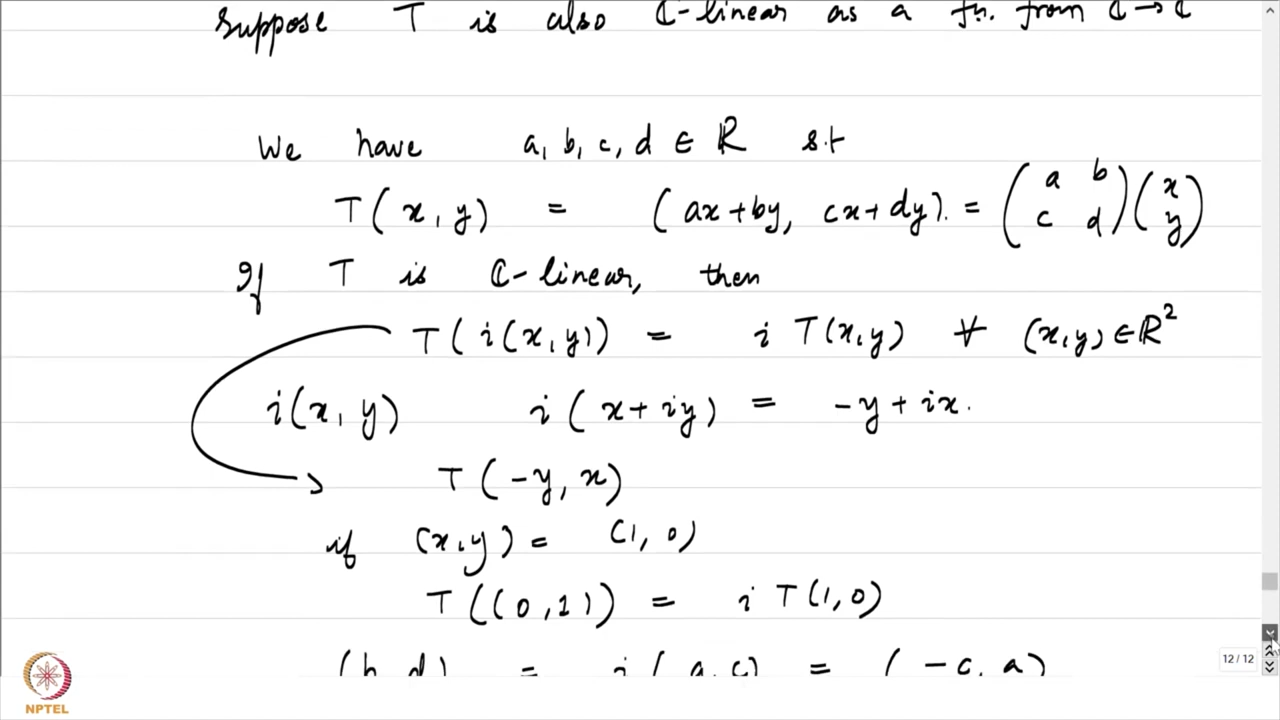 Suppose T is also ℂ-linear as a fn. from ℂ→ℂ
We have a, b, c, d ∈ ℝ s.t
T(x, y) = (ax+by, cx+dy). = (a b c d)(x y)
If T is ℂ-linear, then
T(i(x,y)) = i T(x,y) ∀ (x,y) ∈ ℝ²
i(x, y) i(x+iy) = -y+ix.
T(-y, x)
if (x,y) = (1, 0)
T((0,1)) = i T(1,0)
(b, d) = i(a,c) = (-c, a)
12 / 12
NPTEL